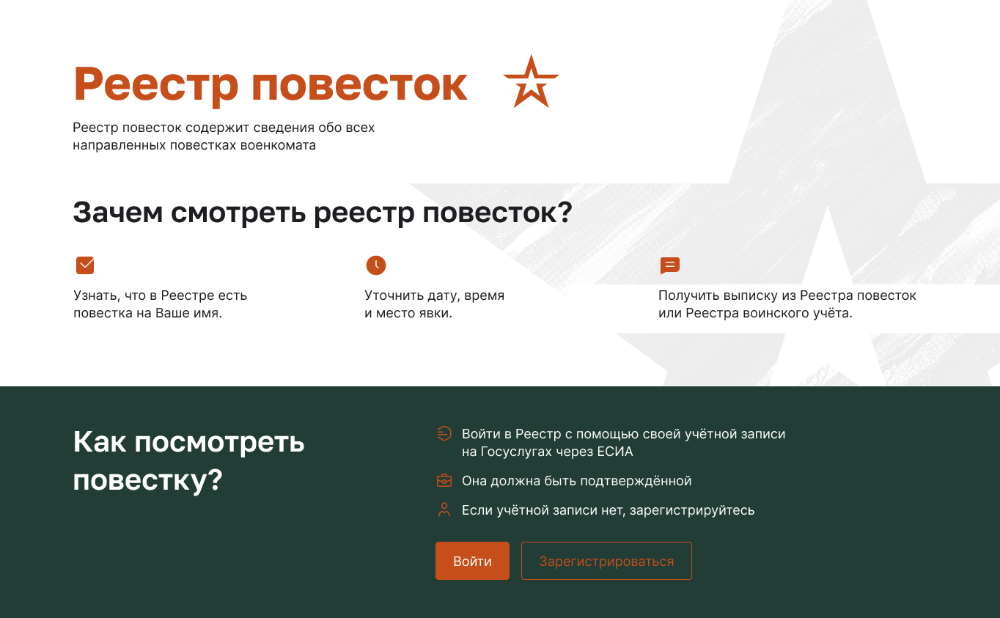 Реестр повесток
Реестр повесток содержит сведения обо всех
направленных повестках военкомата
Зачем смотреть реестр повесток?
Узнать, что в Реестре есть
повестка на Ваше имя.
Уточнить дату, время
и место явки.
Получить выписку из Реестра повесток
или Реестра воинского учёта.
Как посмотреть
повестку?
Войти в Реестр с помощью своей учётной записи
на Госуслугах через ЕСИА
Она должна быть подтверждённой
Если учётной записи нет, зарегистрируйтесь
Войти
Зарегистрироваться